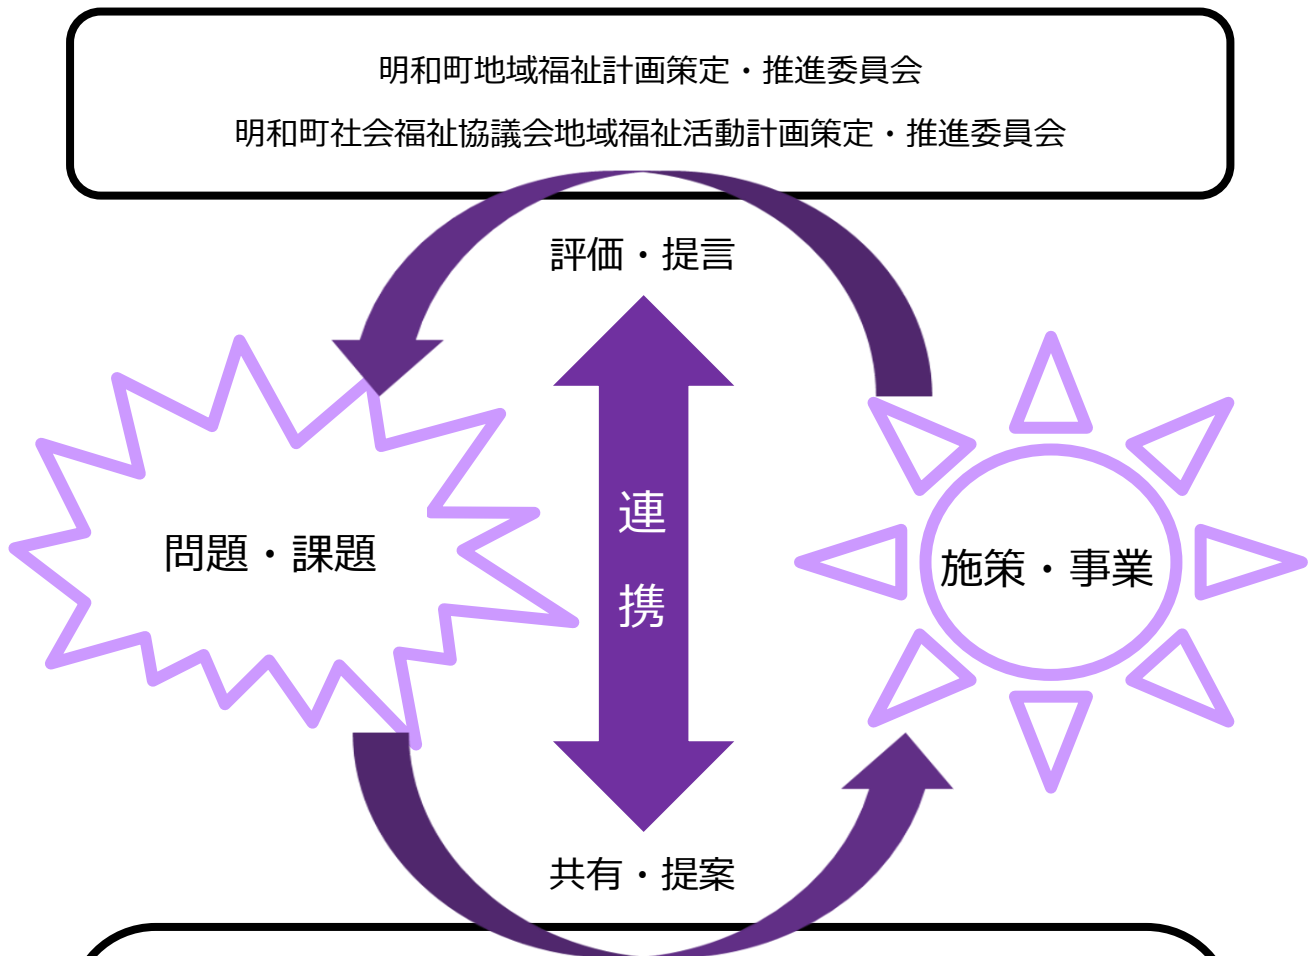 明和町地域福祉計画策定・推進委員会
明和町社会福祉協議会地域福祉活動計画策定・推進委員会
評価・提言
連
携
問題・課題
施策・事業
共有・提案